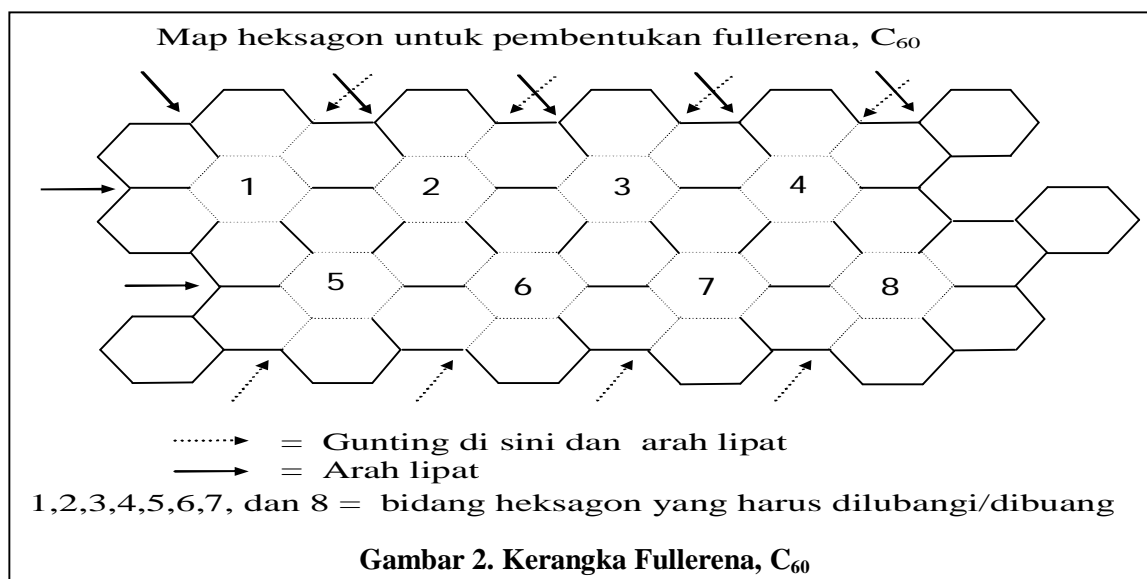 Map heksagon untuk pembentukan fullerena, C₆₀
1 2 3 4
5 6 7 8
= Gunting di sini dan arah lipat
= Arah lipat
1,2,3,4,5,6,7, dan 8 = bidang heksagon yang harus dilubangi/dibuang
Gambar 2. Kerangka Fullerena, C₆₀